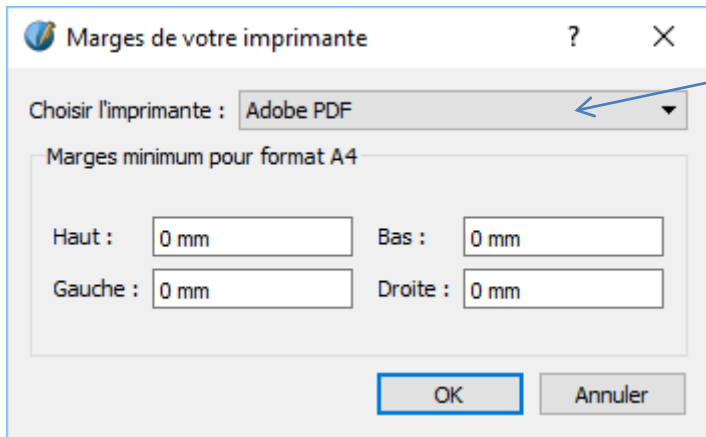 Marges de votre imprimante ?
Choisir l'imprimante : Adobe PDF
Marges minimum pour format A4
Haut : 0 mm Bas : 0 mm
Gauche : 0 mm Droite : 0 mm
OK Annuler